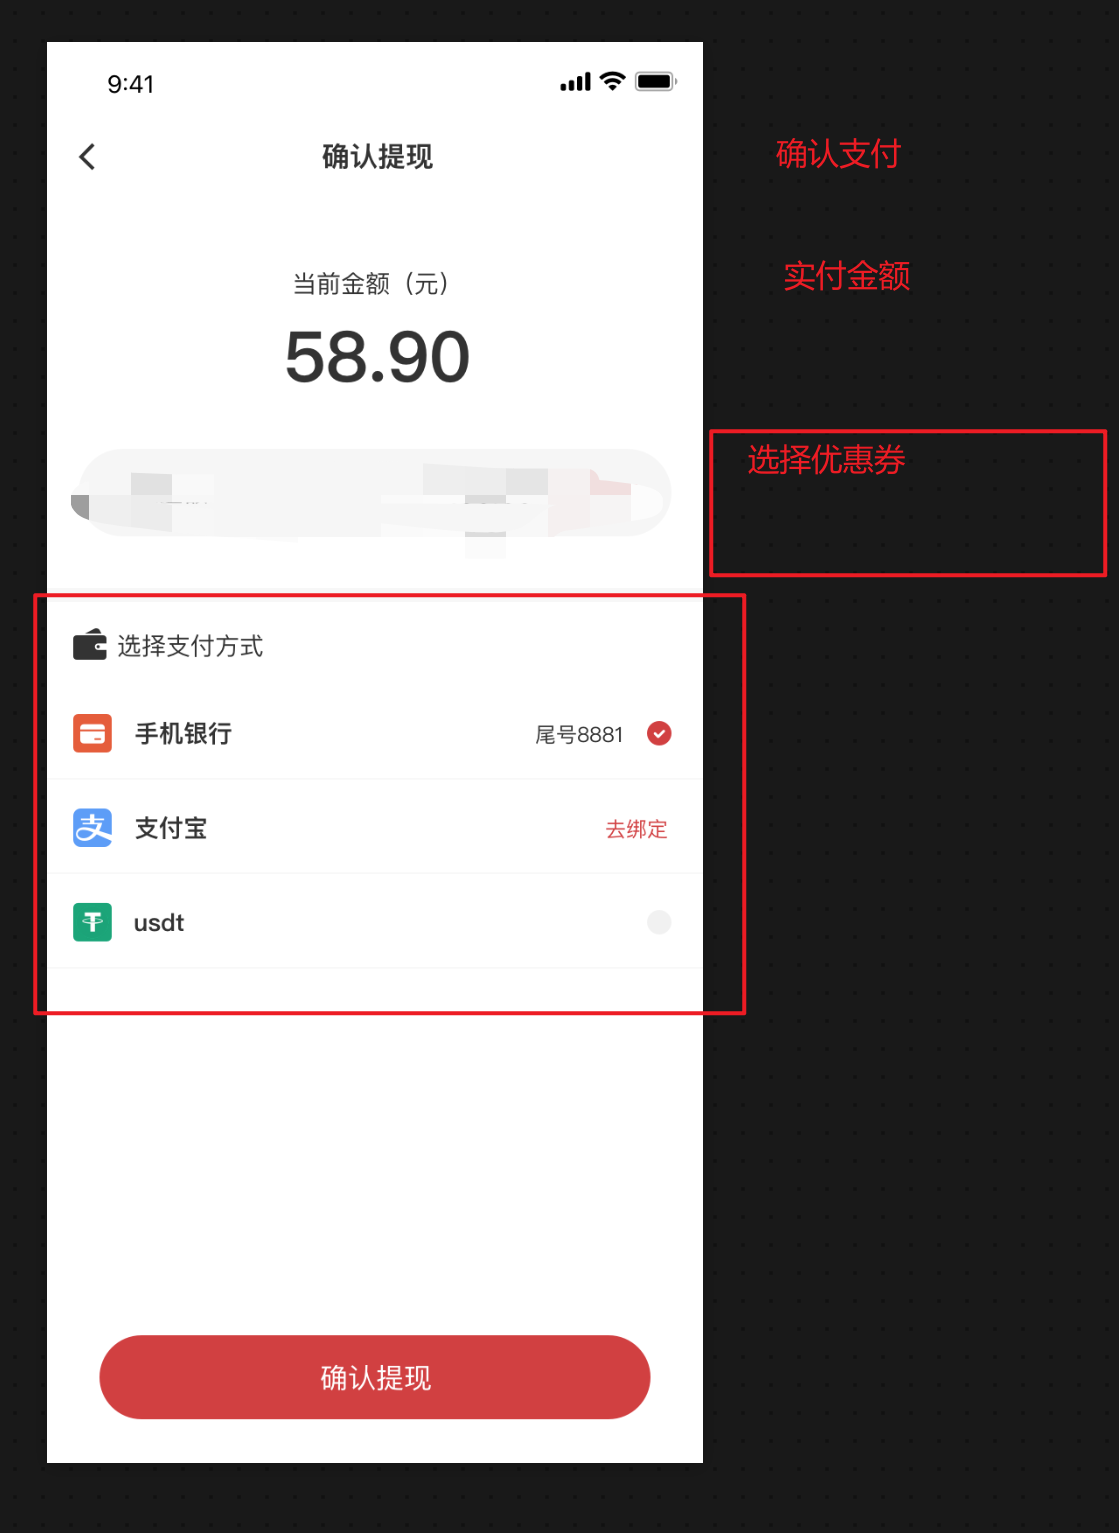 9:41
确认提现
确认支付
当前金额（元）
实付金额
58.90
选择优惠券
选择支付方式
手机银行
尾号8881
支付宝
去绑定
usdt
确认提现